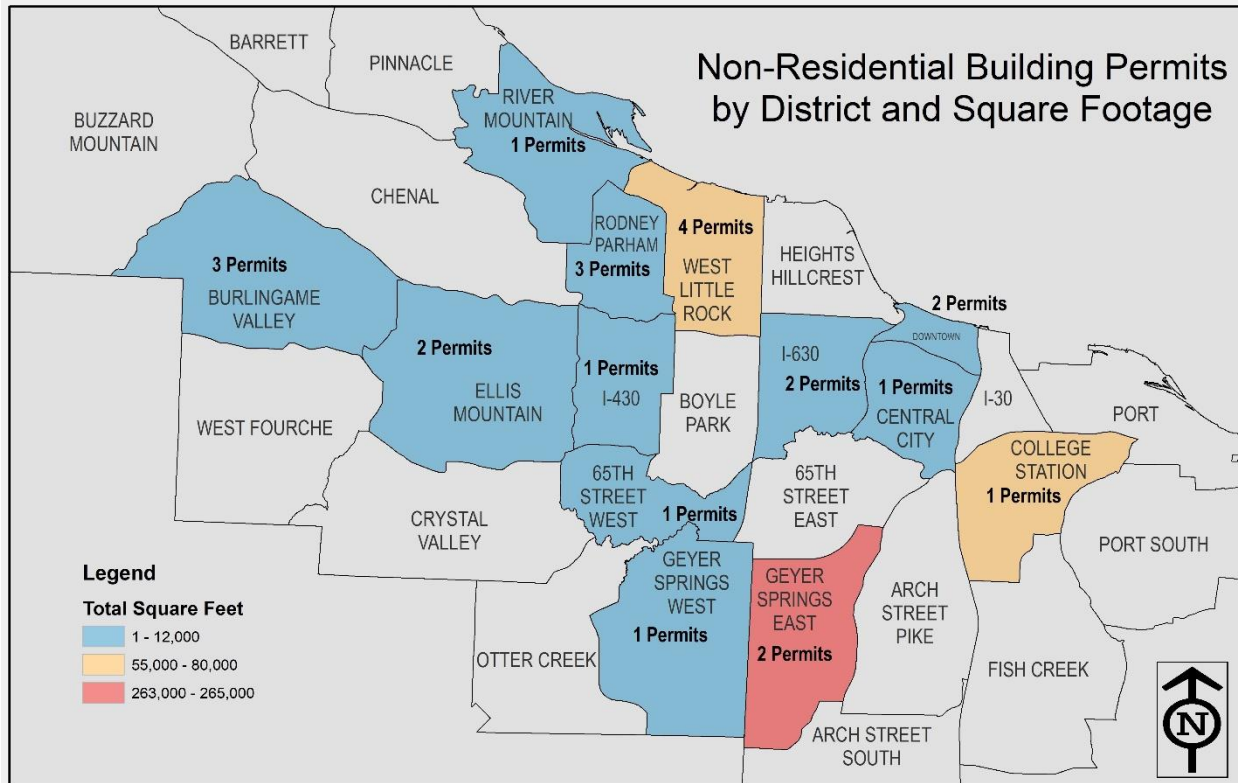 Non-Residential Building Permits
by District and Square Footage
BARRETT
PINNACLE
BUZZARD
MOUNTAIN
RIVER
MOUNTAIN
1 Permits
CHENAL
RODNEY
PARHAM
3 Permits
4 Permits
WEST
LITTLE
ROCK
HEIGHTS
HILLCREST
3 Permits
BURLINGAME
VALLEY
2 Permits
ELLIS
MOUNTAIN
1 Permits
I-430
BOYLE
PARK
I-630
2 Permits
2 Permits
DOWNTOWN
1 Permits
CENTRAL
CITY
I-30
PORT
WEST FOURCHE
COLLEGE
STATION
1 Permits
CRYSTAL
VALLEY
65TH
STREET
WEST
1 Permits
65TH
STREET
EAST
PORT SOUTH
GEYER
SPRINGS
WEST
1 Permits
GEYER
SPRINGS
EAST
2 Permits
ARCH
STREET
PIKE
OTTER CREEK
FISH CREEK
ARCH STREET
SOUTH
Legend
Total Square Feet
1 - 12,000
55,000 - 80,000
263,000 - 265,000
N